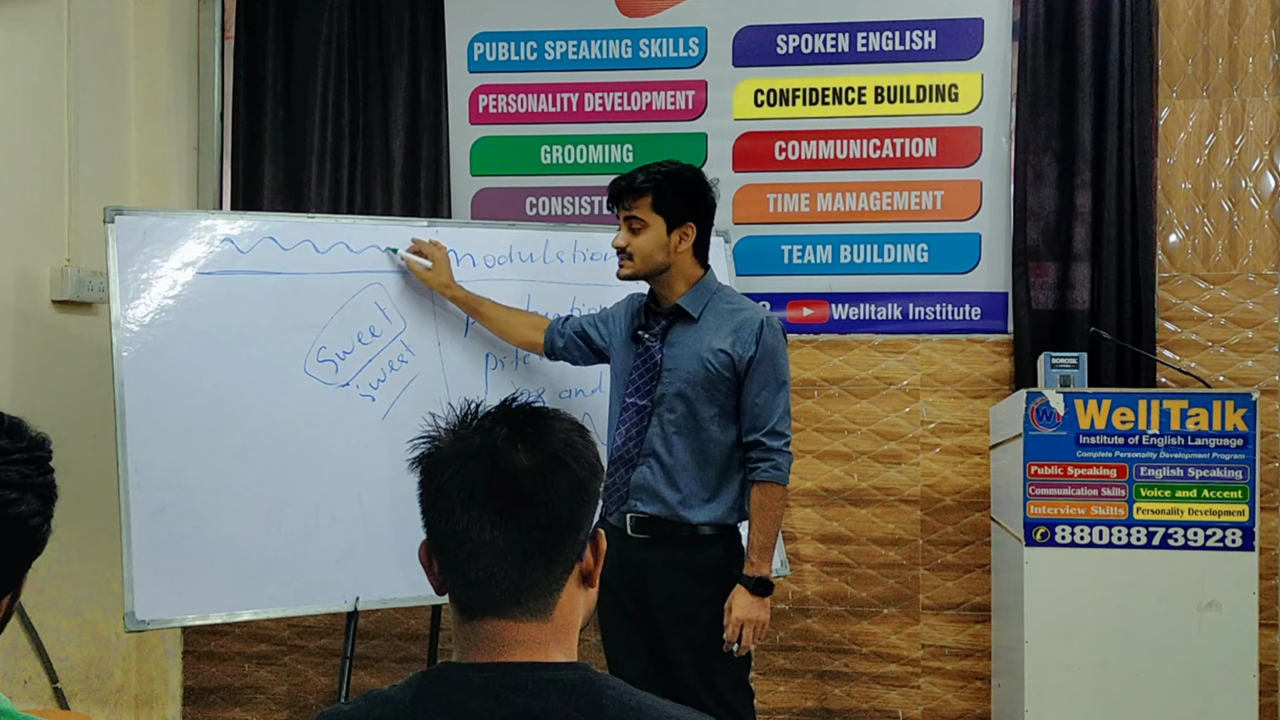 PUBLIC SPEAKING SKILLS
SPOKEN ENGLISH
PERSONALITY DEVELOPMENT
CONFIDENCE BUILDING
GROOMING
COMMUNICATION
CONSISTE
TIME MANAGEMENT
TEAM BUILDING
Welltalk Institute
modulation
Sweet
sweet
and
BOROSIL
WT WellTalk
Institute of English Language
Complete Personality Development Program
Public Speaking
English Speaking
Communication Skills
Voice and Accent
Interview Skills
Personality Development
8808873928